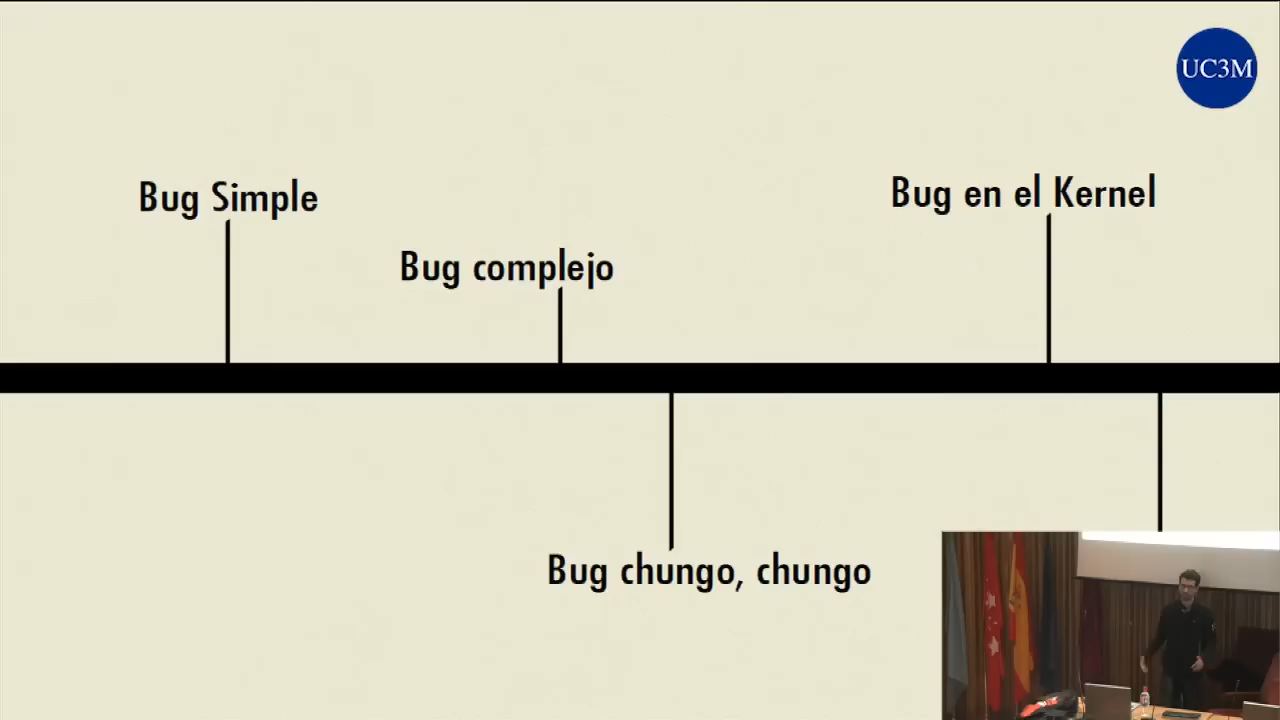 UC3M
Bug Simple
Bug en el Kernel
Bug complejo
Bug chungo, chungo